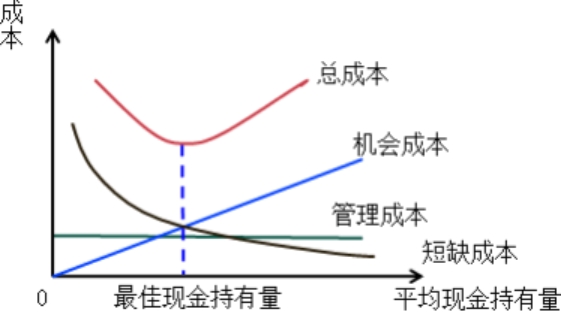 成
本
总成本
机会成本
管理成本
短缺成本
0
最佳现金持有量
平均现金持有量